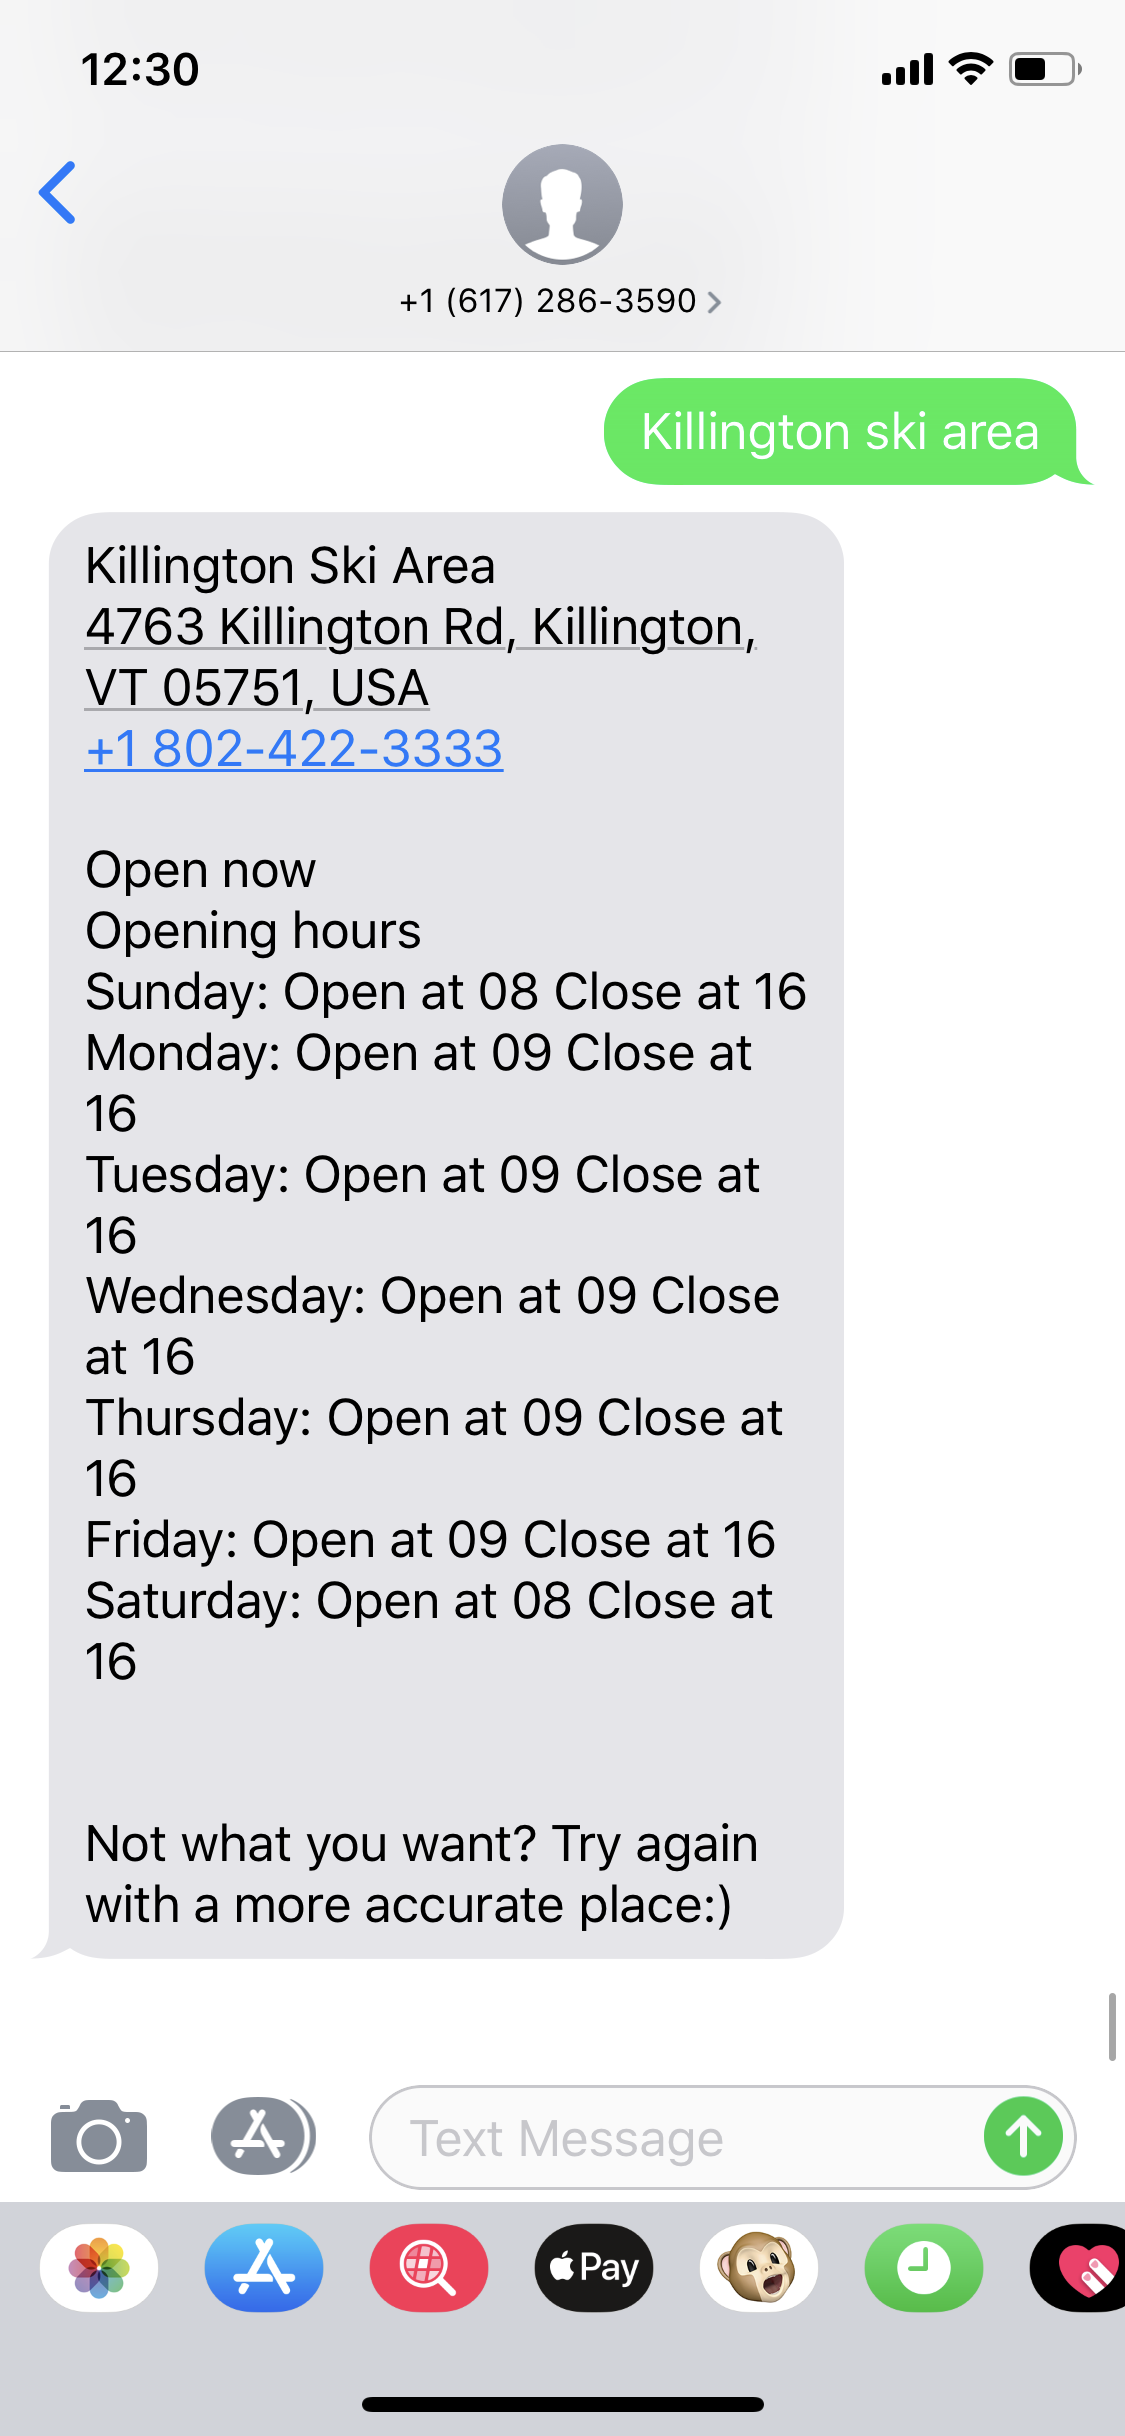 12:30
+1 (617) 286-3590
Killington ski area
Killington Ski Area
4763 Killington Rd, Killington,
VT 05751, USA
+1 802-422-3333
Open now
Opening hours
Sunday: Open at 08 Close at 16
Monday: Open at 09 Close at
16
Tuesday: Open at 09 Close at
16
Wednesday: Open at 09 Close
at 16
Thursday: Open at 09 Close at
16
Friday: Open at 09 Close at 16
Saturday: Open at 08 Close at
16
Not what you want? Try again
with a more accurate place:)
Text Message
Pay